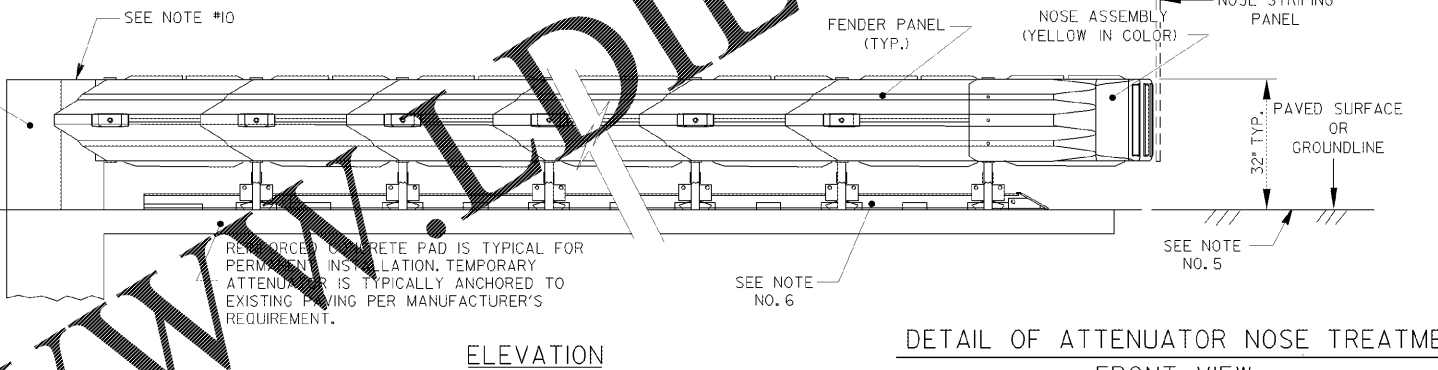 SEE NOTE #10
FENDER PANEL
(TYP.)
NOSE ASSEMBLY
(YELLOW IN COLOR)
NOSE STRIPING
PANEL
32" TYP.
PAVED SURFACE
OR
GROUNDLINE
SEE NOTE
NO. 5
SEE NOTE
NO. 6
REINFORCED CONCRETE PAD IS TYPICAL FOR
PERMANENT INSTALLATION. TEMPORARY
ATTENUATOR IS TYPICALLY ANCHORED TO
EXISTING PAVING PER MANUFACTURER'S
REQUIREMENT.
ELEVATION
DETAIL OF ATTENUATOR NOSE TREATME
FRONT VIEW
WWW.LDI